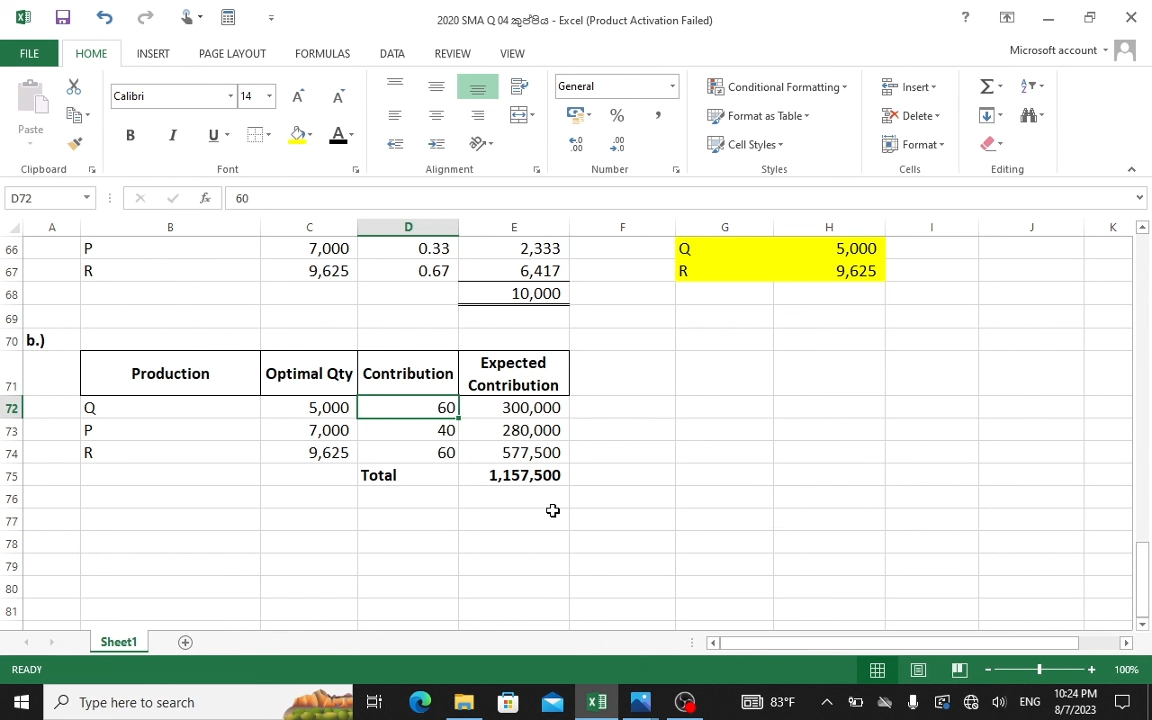 2020 SMA Q 04 කුප්පිය - Excel (Product Activation Failed)
FILE HOME INSERT PAGE LAYOUT FORMULAS DATA REVIEW VIEW Microsoft account
Paste
Calibri 14
General
Conditional Formatting
Format as Table
Cell Styles
Insert
Delete
Format
Clipboard Font Alignment Number Styles Cells Editing
D72 fx 60
A B C D E F G H I J K
66 P 7,000 0.33 2,333 Q 5,000
67 R 9,625 0.67 6,417 R 9,625
68 10,000
69
70 b.)
71 Production Optimal Qty Contribution Expected Contribution
72 Q 5,000 60 300,000
73 P 7,000 40 280,000
74 R 9,625 60 577,500
75 Total 1,157,500
76
77
78
79
80
81
Sheet1
READY 100%
Type here to search 83°F ENG 10:24 PM
8/7/2023